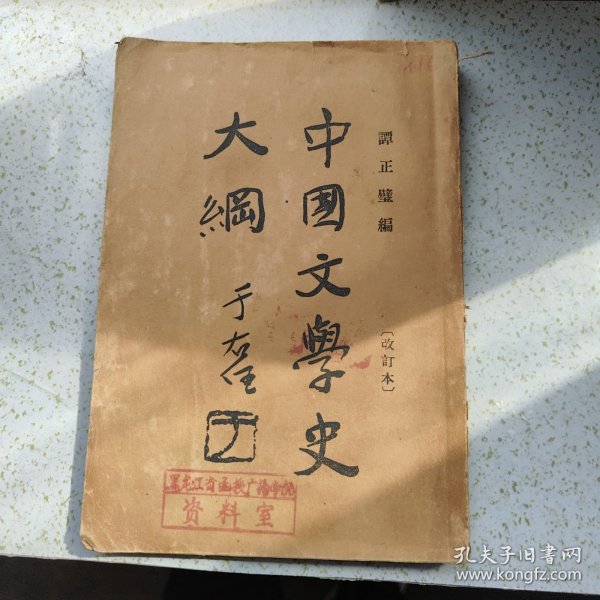 譚正璧編
〔改訂本〕
中国文學史
大綱
于右任
黑龙江省函授广播学院
资料室
孔夫子旧书网
www.kongfz.com